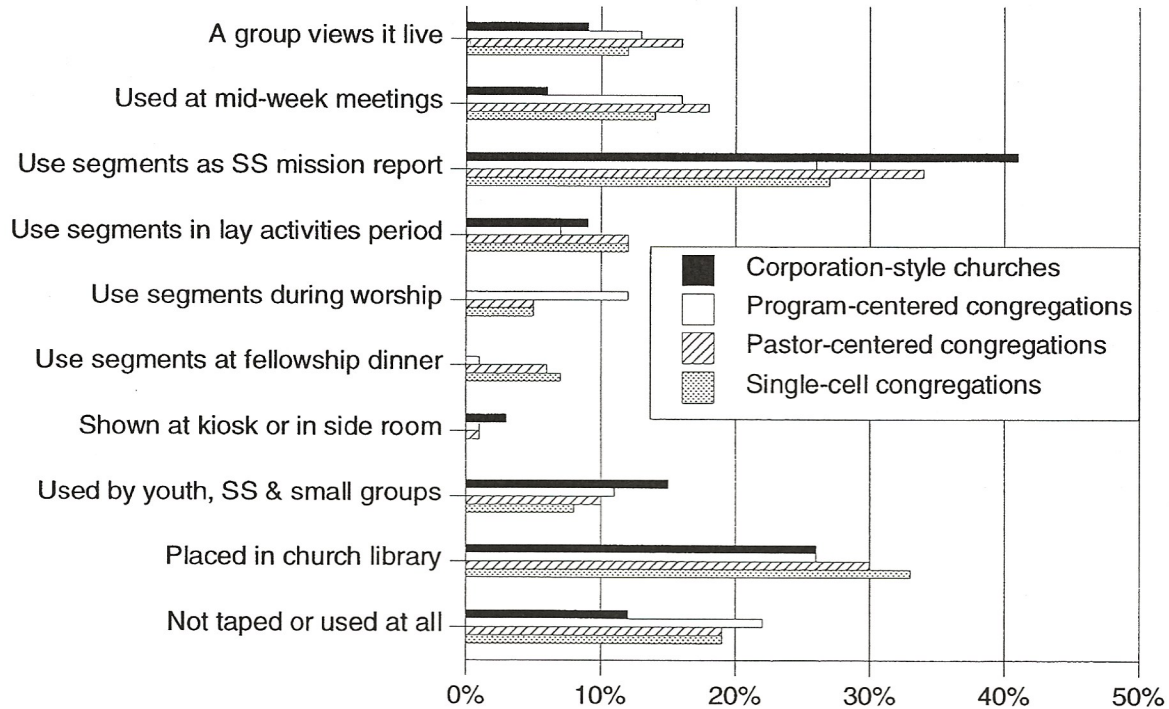 A group views it live
Used at mid-week meetings
Use segments as SS mission report
Use segments in lay activities period
Use segments during worship
Use segments at fellowship dinner
Shown at kiosk or in side room
Used by youth, SS & small groups
Placed in church library
Not taped or used at all
Corporation-style churches
Program-centered congregations
Pastor-centered congregations
Single-cell congregations
0% 10% 20% 30% 40% 50%